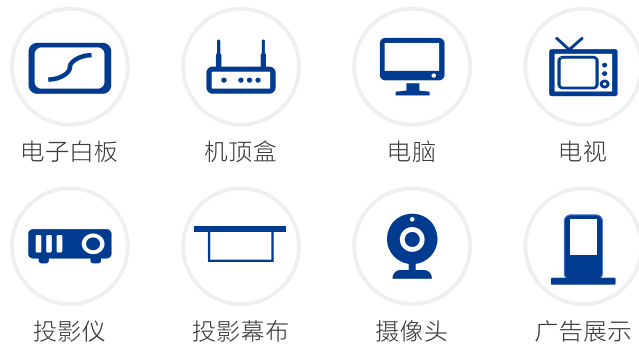 电子白板
机顶盒
电脑
电视
投影仪
投影幕布
摄像头
广告展示